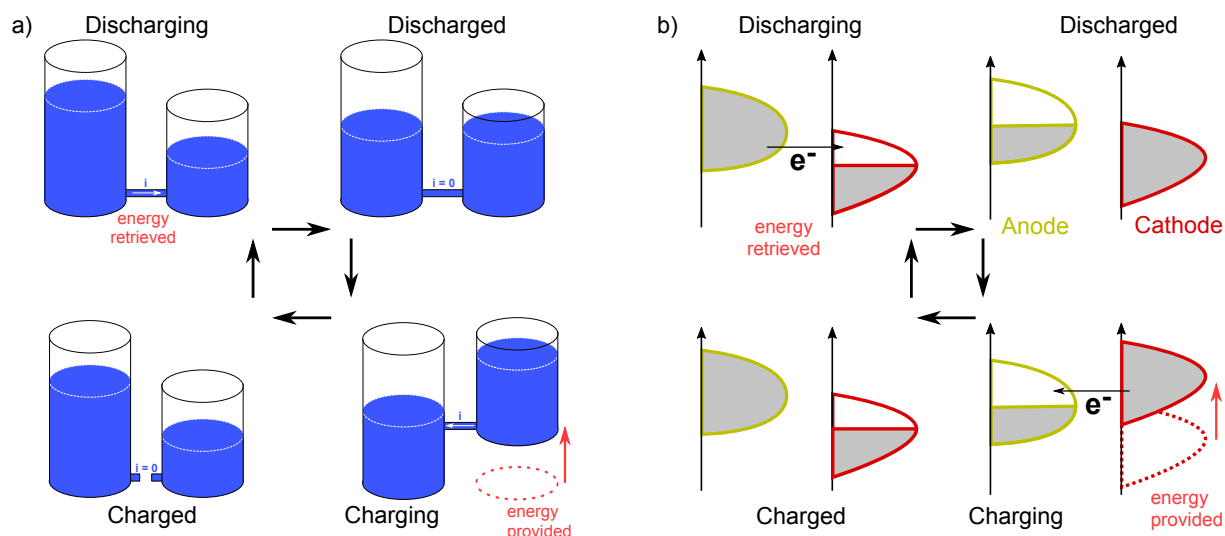 a)
Discharging
Discharged
i
energy
retrieved
i = 0
i = 0
Charged
i
Charging
energy
provided
b)
Discharging
Discharged
e-
energy
retrieved
Anode
Cathode
Charged
e-
Charging
energy
provided